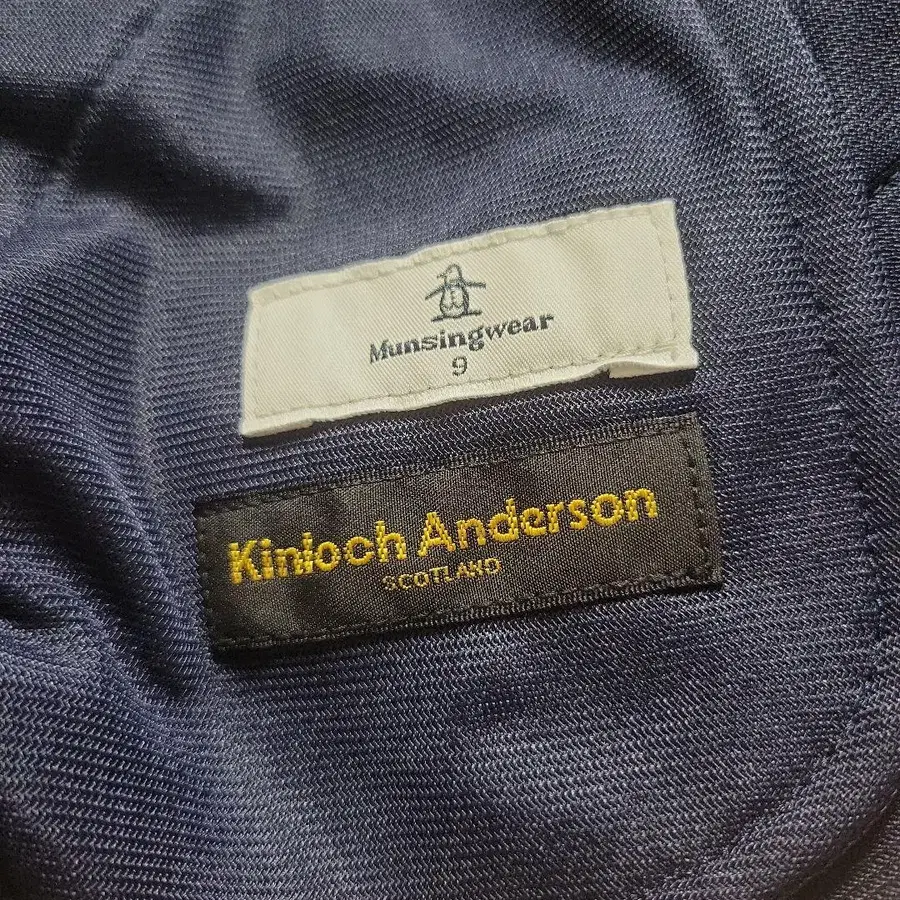 Munsingwear
9
Kinloch Anderson
SCOTLAND